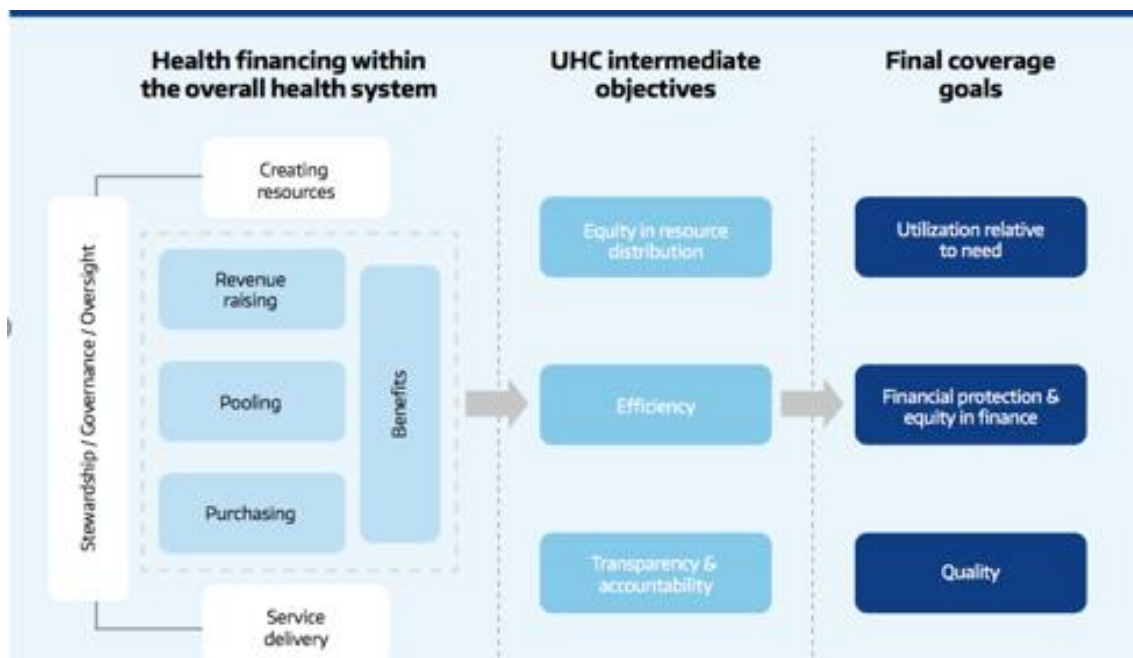 Health financing within
the overall health system
UHC intermediate
objectives
Final coverage
goals
Stewardship / Governance / Oversight
Creating
resources
Revenue
raising
Pooling
Purchasing
Benefits
Service
delivery
Equity in resource
distribution
Efficiency
Transparency &
accountability
Utilization relative
to need
Financial protection &
equity in finance
Quality